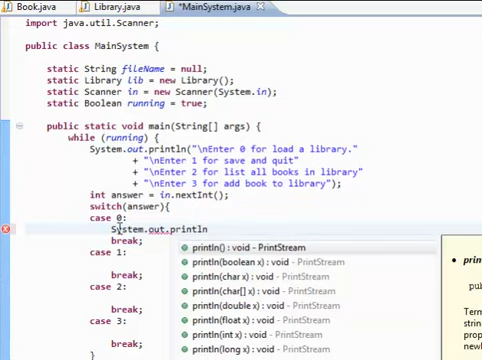 Book.java Library.java *MainSystem.java
import java.util.Scanner;
public class MainSystem {
static String fileName = null;
static Library lib = new Library();
static Scanner in = new Scanner(System.in);
static Boolean running = true;
public static void main(String[] args) {
while (running) {
System.out.println("\nEnter 0 for load a library."
+ "\nEnter 1 for save and quit"
+ "\nEnter 2 for list all books in library"
+ "\nEnter 3 for add book to library");
int answer = in.nextInt();
switch(answer){
case 0:
System.out.println
break;
case 1:
break;
case 2:
break;
case 3:
break;
}
println() : void - PrintStream
println(boolean x) : void - PrintStream
println(char x) : void - PrintStream
println(char[] x) : void - PrintStream
println(double x) : void - PrintStream
println(float x) : void - PrintStream
println(int x) : void - PrintStream
println(long x) : void - PrintStream